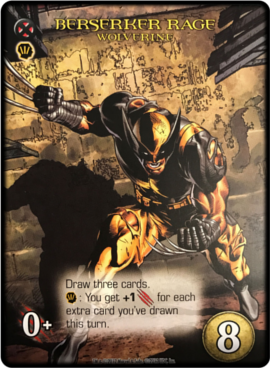 BERSERKER RAGE
WOLVERINE
Draw three cards.
: You get +1 for each
extra card you've drawn
this turn.
0+
8